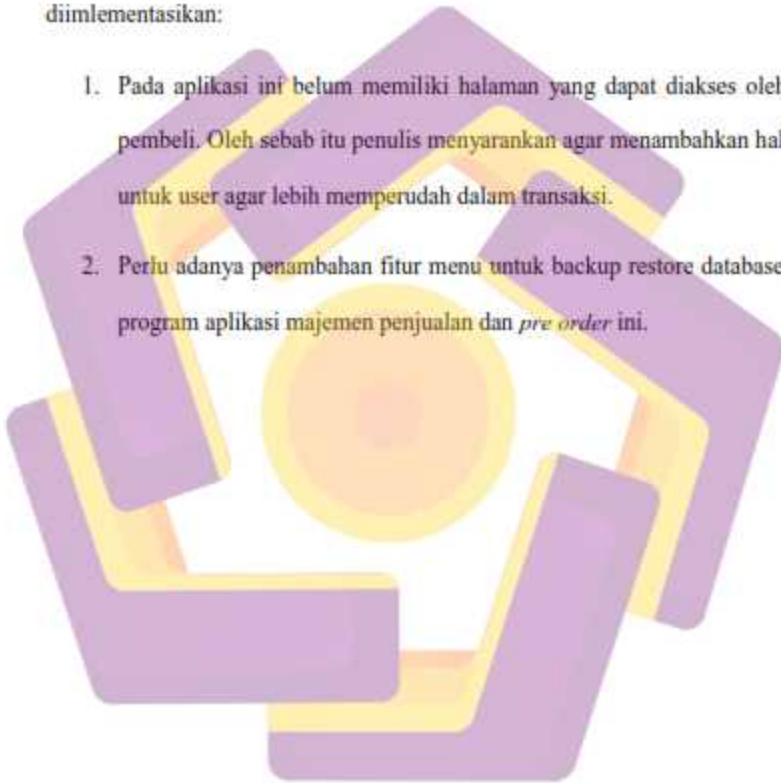 diimlementasikan:
1. Pada aplikasi ini belum memiliki halaman yang dapat diakses oleh
pembeli. Oleh sebab itu penulis menyarankan agar menambahkan hal
untuk user agar lebih memperudah dalam transaksi.
2. Perlu adanya penambahan fitur menu untuk backup restore database
program aplikasi majemen penjualan dan pre order ini.